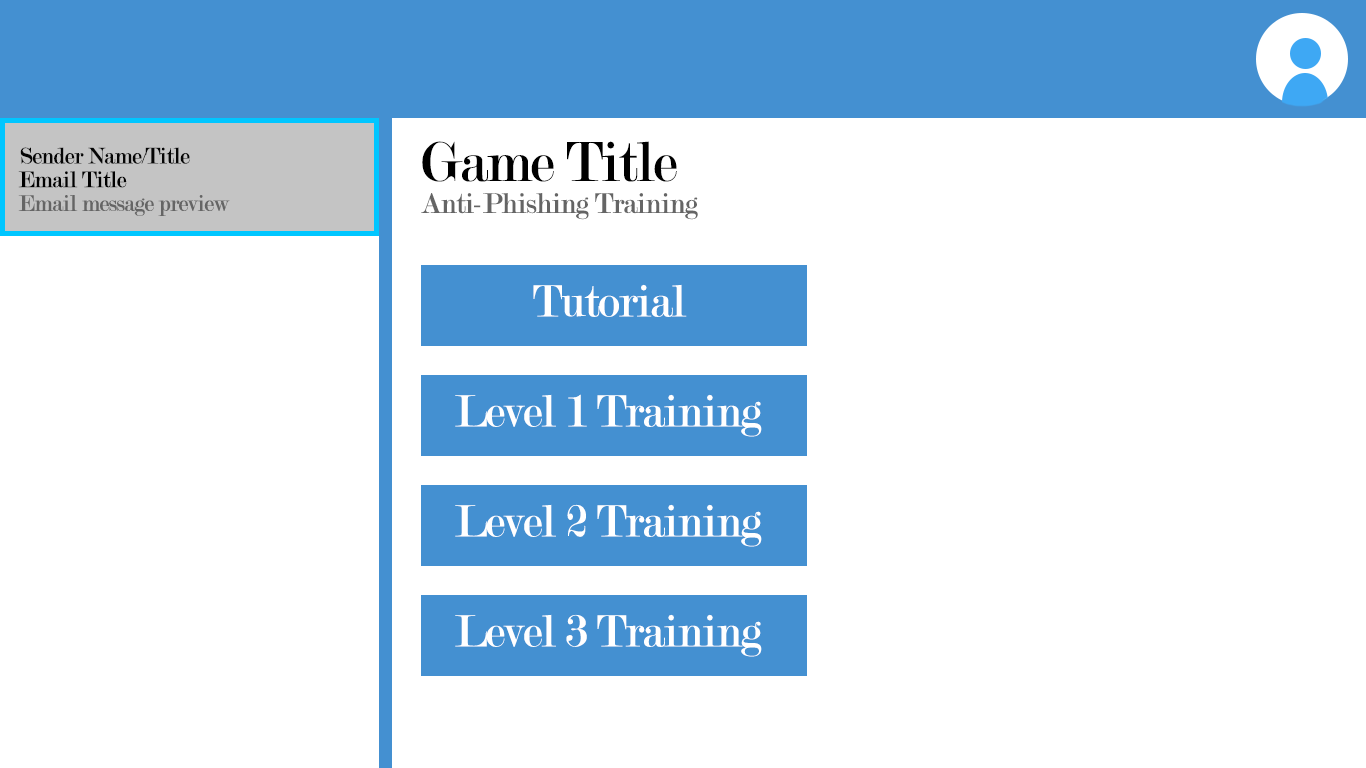 Sender Name/Title
Email Title
Email message preview
Game Title
Anti-Phishing Training
Tutorial
Level 1 Training
Level 2 Training
Level 3 Training